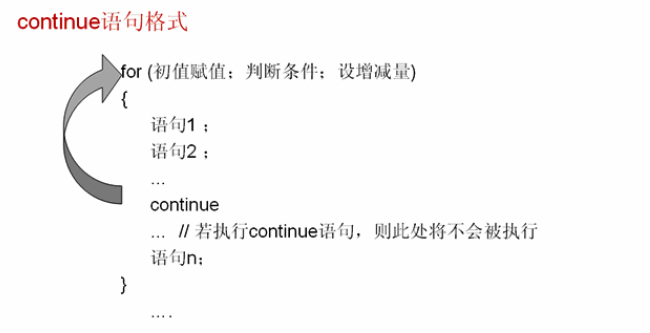 continue语句格式
for (初值赋值；判断条件；设增减量)
{
语句1 ；
语句2 ；
...
continue
... // 若执行continue语句，则此处将不会被执行
语句n；
}
....